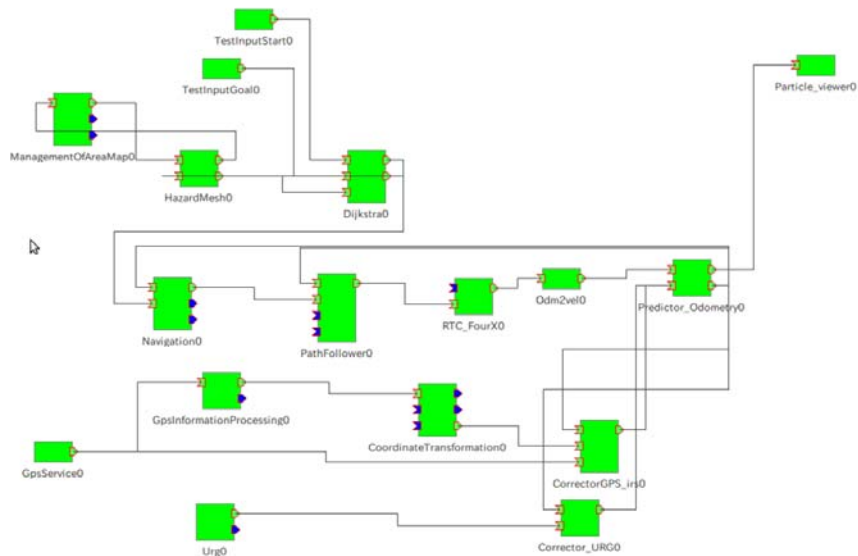 TestInputStart0
TestInputGoal0
Particle_viewer0
ManagementOfAreaMap0
HazardMesh0
Dijkstra0
Navigation0
PathFollower0
RTC_FourX0
Odm2vel0
Predictor_Odometry0
GpsInformationProcessing0
CoordinateTransformation0
GpsService0
CorrectorGPS_irs0
Urg0
Corrector_URG0